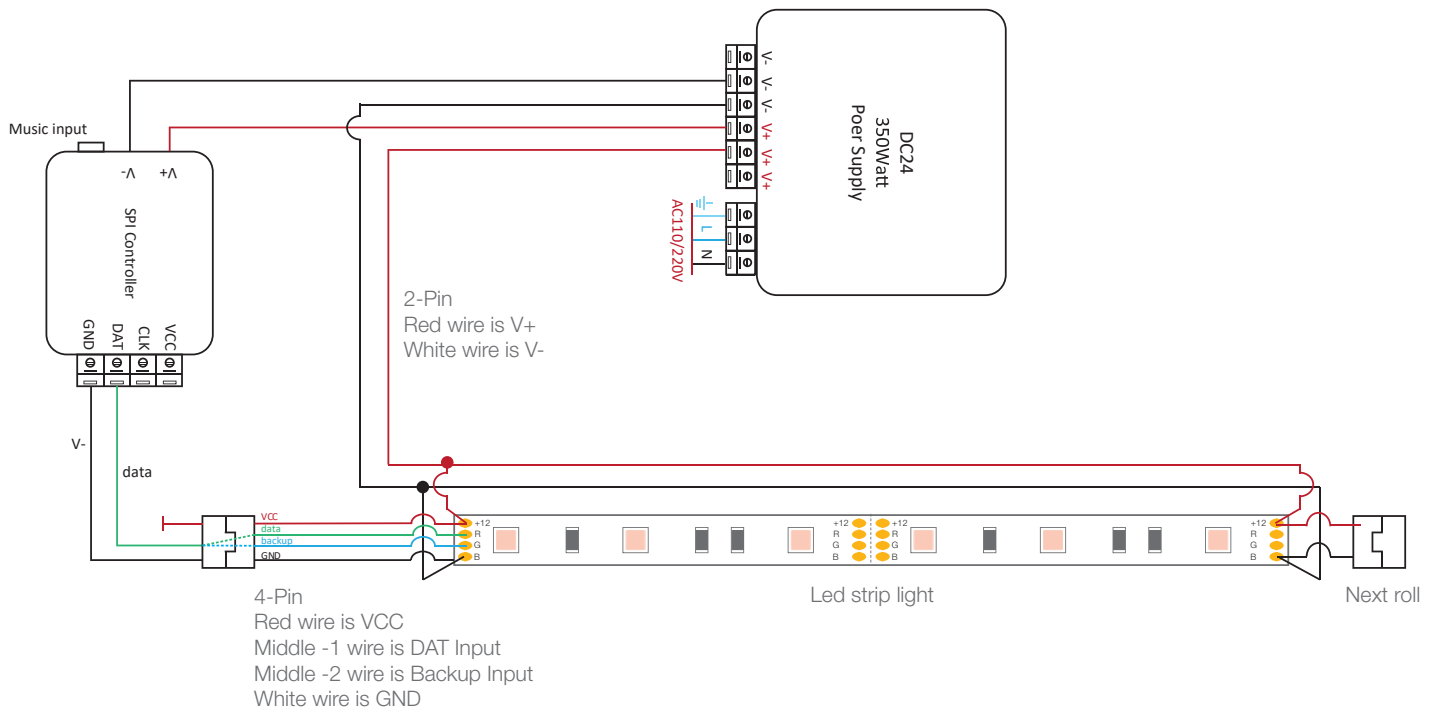 Music input
V-
V+
SPI Controller
GND
DAT
CLK
VCC
V-
data
V-
V-
V-
V+
V+
V+
DC24
350Watt
Poer Supply
L
N
AC110/220V
2-Pin
Red wire is V+
White wire is V-
VCC
data
backup
GND
+12
R
G
B
+12
R
G
B
+12
R
G
B
+12
R
G
B
4-Pin
Red wire is VCC
Middle -1 wire is DAT Input
Middle -2 wire is Backup Input
White wire is GND
Led strip light
Next roll